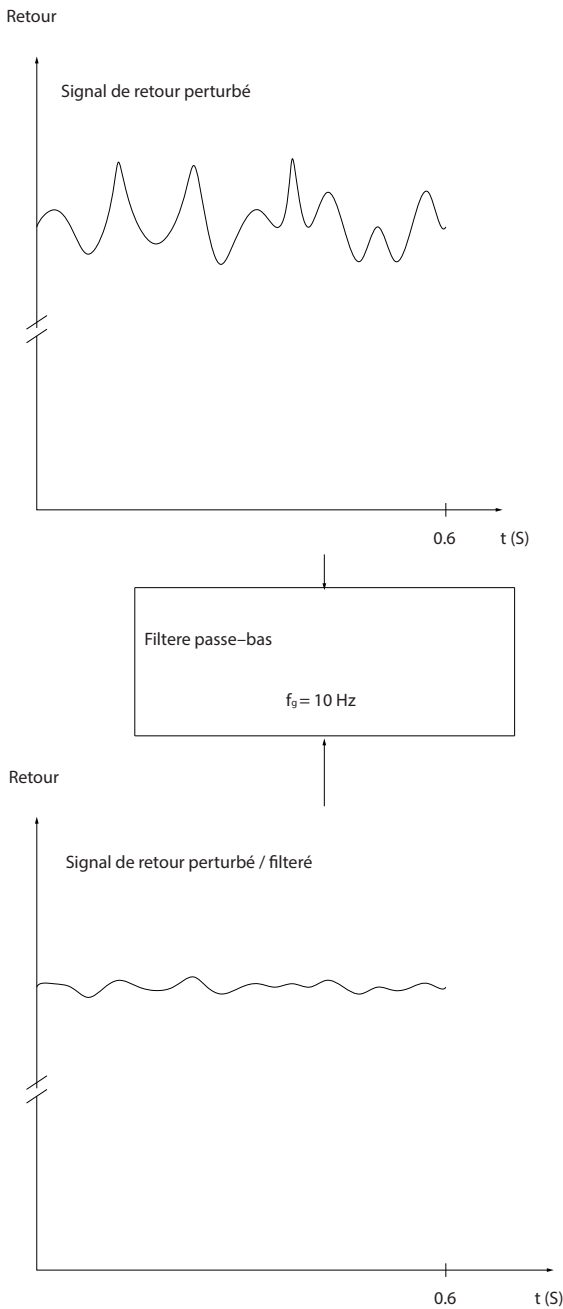 Retour
Signal de retour perturbé
0.6 t (S)
Filtere passe–bas
fg = 10 Hz
Retour
Signal de retour perturbé / filteré
0.6 t (S)